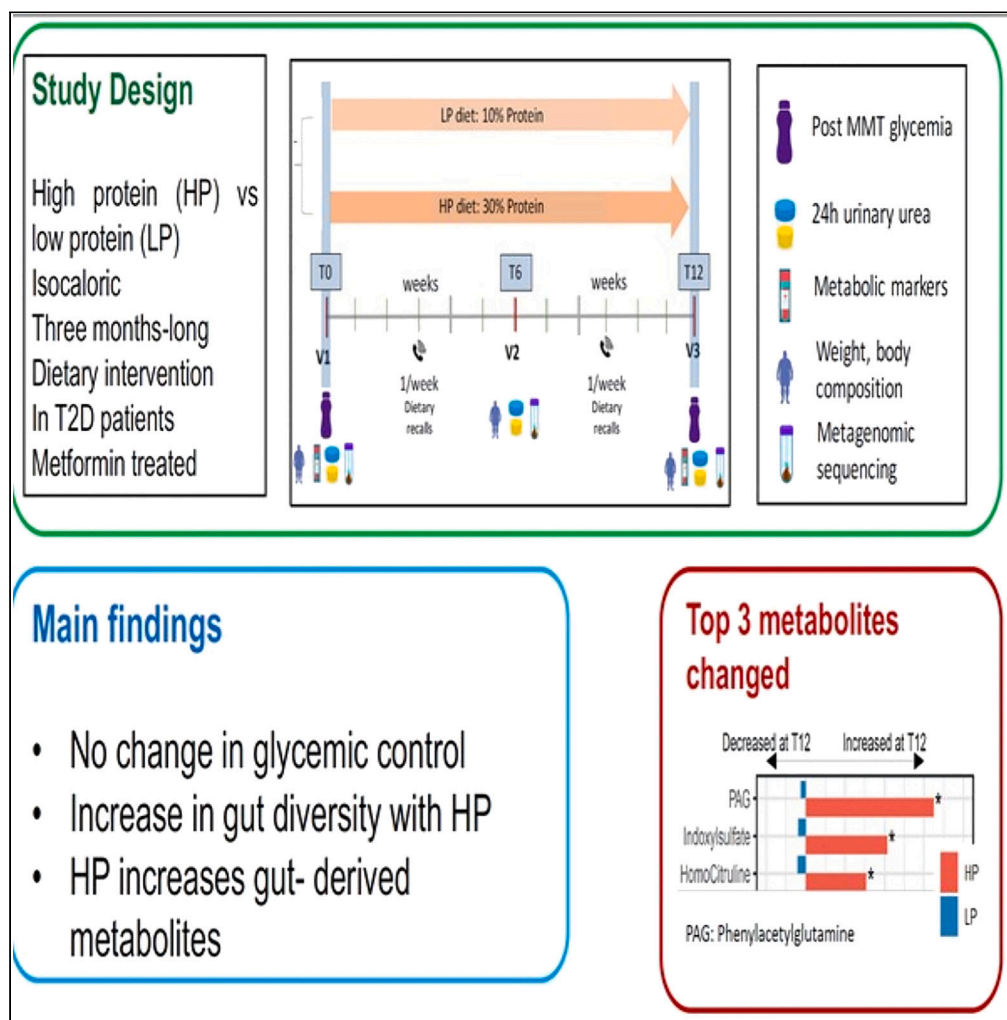 Study Design
High protein (HP) vs
low protein (LP)
Isocaloric
Three months-long
Dietary intervention
In T2D patients
Metformin treated
LP diet: 10% Protein
HP diet: 30% Protein
T0
weeks
T6
weeks
T12
V1
V2
V3
1/week
Dietary
recalls
1/week
Dietary
recalls
Post MMT glycemia
24h urinary urea
Metabolic markers
Weight, body
composition
Metagenomic
sequencing
Main findings
• No change in glycemic control
• Increase in gut diversity with HP
• HP increases gut- derived
metabolites
Top 3 metabolites
changed
Decreased at T12
Increased at T12
PAG
*
Indoxylsulfate
*
HomoCitruline
*
HP
LP
PAG: Phenylacetylglutamine